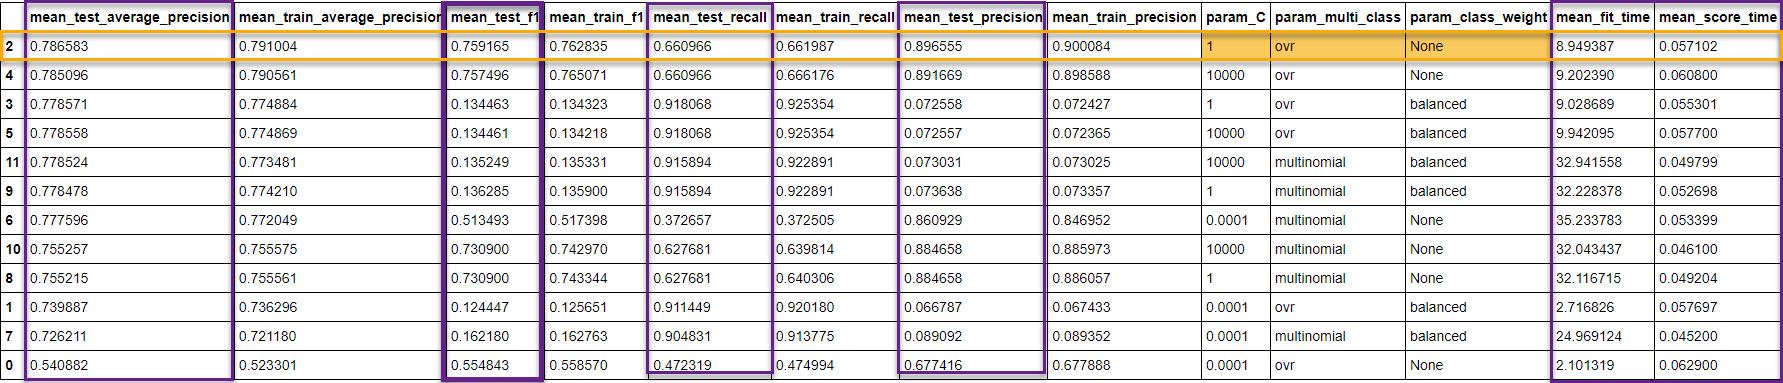 mean_test_average_precision mean_train_average_precision mean_test_f1 mean_train_f1 mean_test_recall mean_train_recall mean_test_precision mean_train_precision param_C param_multi_class param_class_weight mean_fit_time mean_score_time
2 0.786583 0.791004 0.759165 0.762835 0.660966 0.661987 0.896555 0.900084 1 ovr None 8.949387 0.057102
4 0.785096 0.790561 0.757496 0.765071 0.660966 0.666176 0.891669 0.898588 10000 ovr None 9.202390 0.060800
3 0.778571 0.774884 0.134463 0.134323 0.918068 0.925354 0.072558 0.072427 1 ovr balanced 9.028689 0.055301
5 0.778558 0.774869 0.134461 0.134218 0.918068 0.925354 0.072557 0.072365 10000 ovr balanced 9.942095 0.057700
11 0.778524 0.773481 0.135249 0.135331 0.915894 0.922891 0.073031 0.073025 10000 multinomial balanced 32.941558 0.049799
9 0.778478 0.774210 0.136285 0.135900 0.915894 0.922891 0.073638 0.073357 1 multinomial balanced 32.228378 0.052698
6 0.777596 0.772049 0.513493 0.517398 0.372657 0.372505 0.860929 0.846952 0.0001 multinomial None 35.233783 0.053399
10 0.755257 0.755575 0.730900 0.742970 0.627681 0.639814 0.884658 0.885973 10000 multinomial None 32.043437 0.046100
8 0.755215 0.755561 0.730900 0.743344 0.627681 0.640306 0.884658 0.886057 1 multinomial None 32.116715 0.049204
1 0.739887 0.736296 0.124447 0.125651 0.911449 0.920180 0.066787 0.067433 0.0001 ovr balanced 2.716826 0.057697
7 0.726211 0.721180 0.162180 0.162763 0.904831 0.913775 0.089092 0.089352 0.0001 multinomial balanced 24.969124 0.045200
0 0.540882 0.523301 0.554843 0.558570 0.472319 0.474994 0.677416 0.677888 0.0001 ovr None 2.101319 0.062900